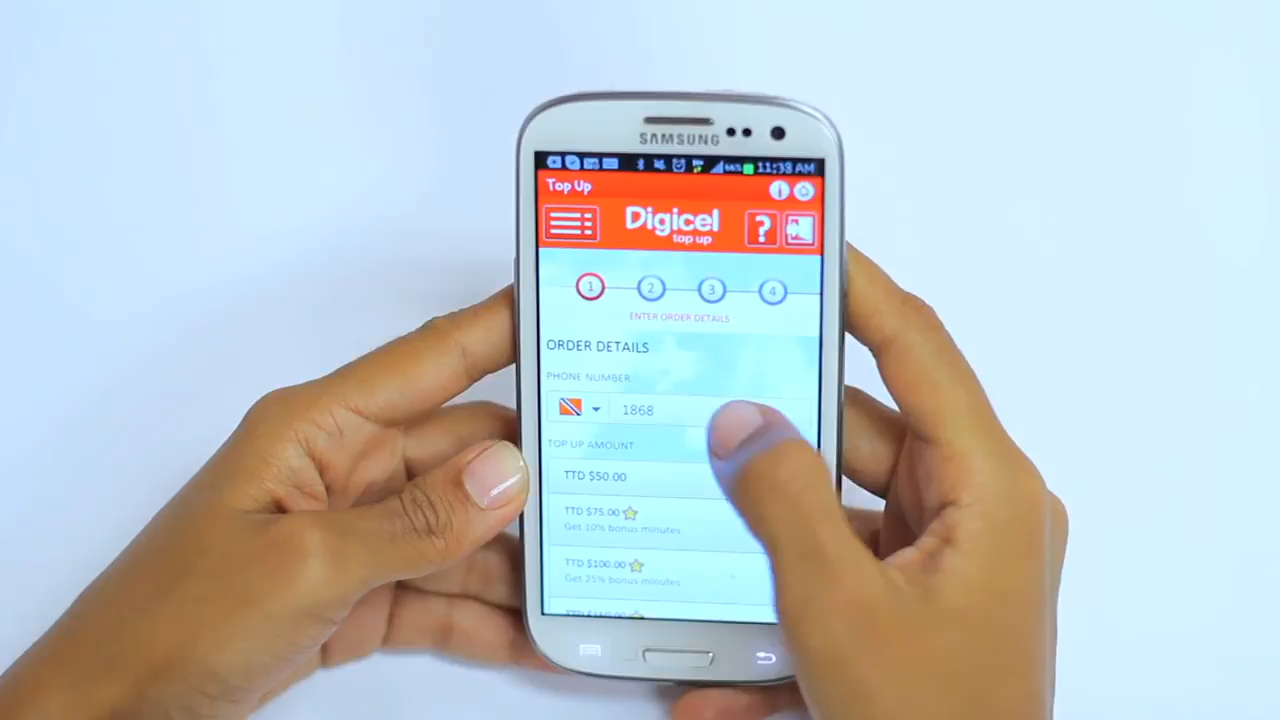 SAMSUNG
11:38 AM
Top Up
Digicel
top up
?
1 2 3 4
ENTER ORDER DETAILS
ORDER DETAILS
PHONE NUMBER
1868
TOP UP AMOUNT
TTD $50.00
TTD $75.00
Get 10% bonus minutes
TTD $100.00
Get 25% bonus minutes